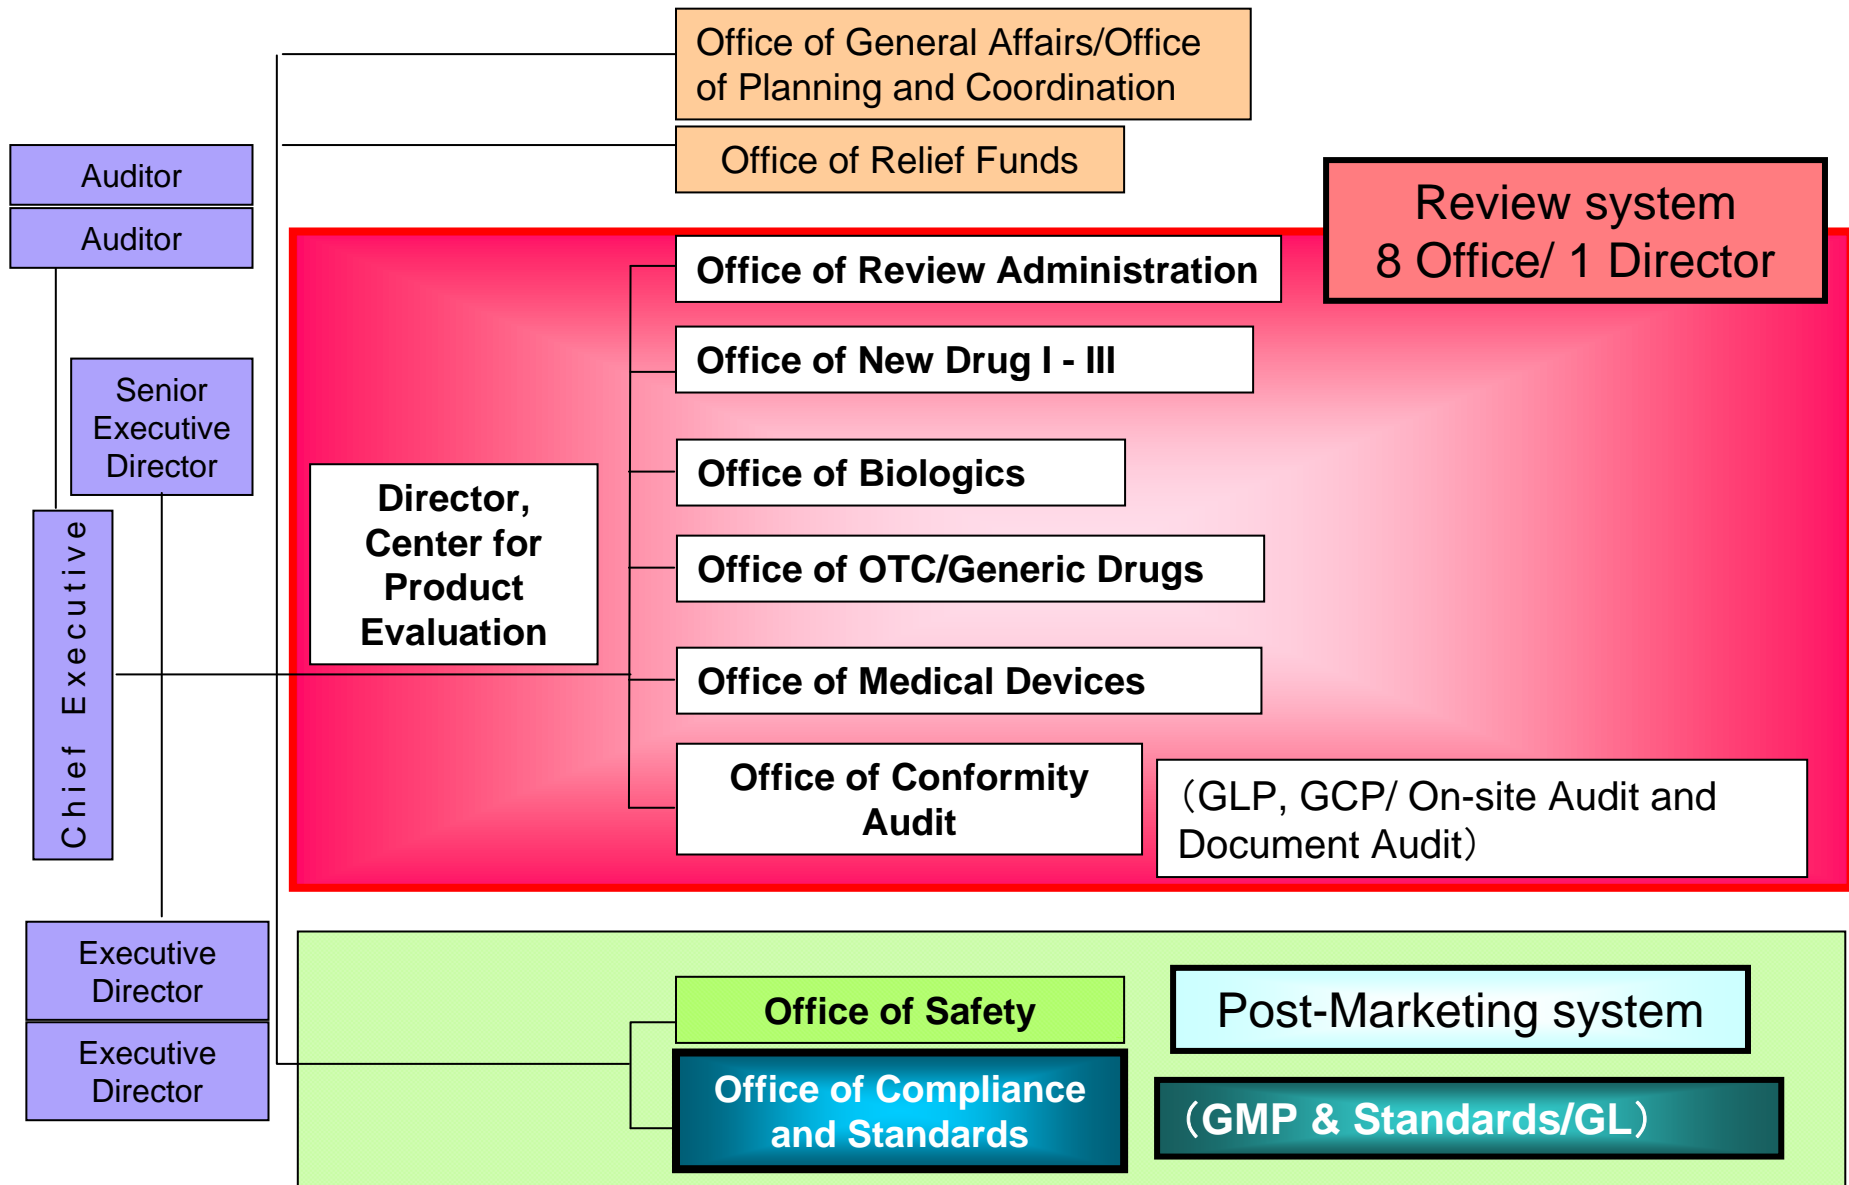 Office of General Affairs/Office
of Planning and Coordination
Office of Relief Funds
Auditor
Auditor
Review system
8 Office/ 1 Director
Office of Review Administration
Office of New Drug I - III
Senior
Executive
Director
Office of Biologics
Director,
Center for
Product
Evaluation
Chief Executive
Office of OTC/Generic Drugs
Office of Medical Devices
Office of Conformity
Audit
（GLP, GCP/ On-site Audit and
Document Audit）
Executive
Director
Executive
Director
Office of Safety
Post-Marketing system
Office of Compliance
and Standards
（GMP & Standards/GL）